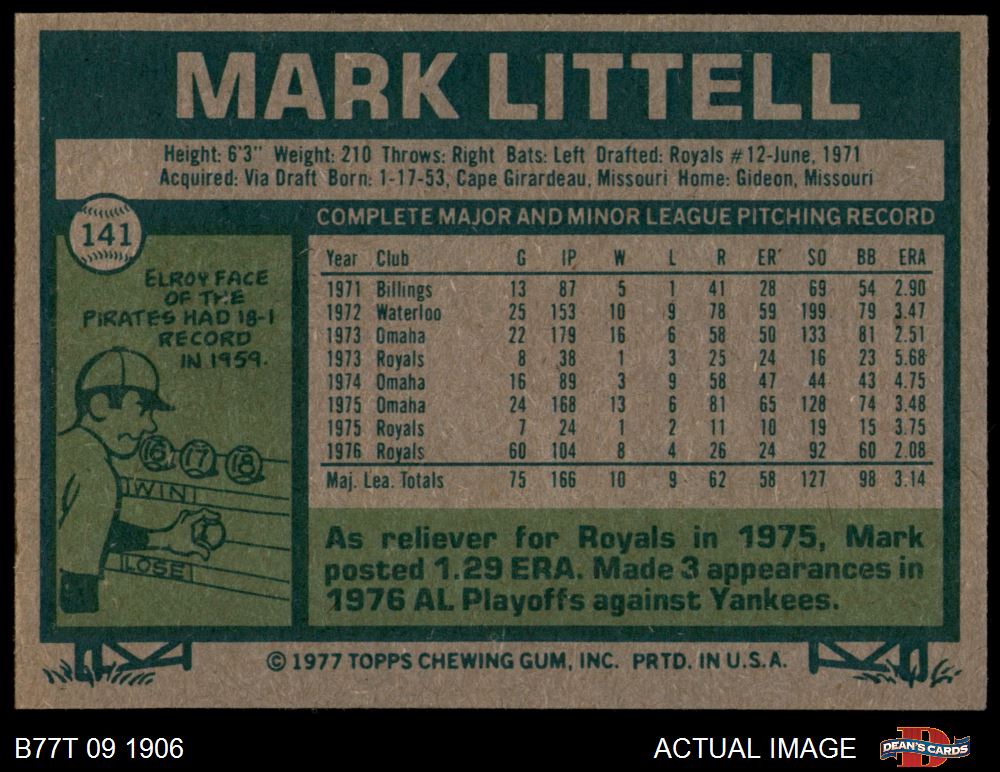 MARK LITTELL
Height: 6'3" Weight: 210 Throws: Right Bats: Left Drafted: Royals #12-June, 1971
Acquired: Via Draft Born: 1-17-53, Cape Girardeau, Missouri Home: Gideon, Missouri
141
ELROY FACE
OF THE
PIRATES HAD 18-1
RECORD
IN 1959.
16 17 18
WIN
LOSE
COMPLETE MAJOR AND MINOR LEAGUE PITCHING RECORD
Year Club G IP W L R ER SO BB ERA
1971 Billings 13 87 5 1 41 28 69 54 2.90
1972 Waterloo 25 153 10 9 78 59 199 79 3.47
1973 Omaha 22 179 16 6 58 50 133 81 2.51
1973 Royals 8 38 1 3 25 24 16 23 5.68
1974 Omaha 16 89 3 9 58 47 44 43 4.75
1975 Omaha 24 168 13 6 81 65 128 74 3.48
1975 Royals 7 24 1 2 11 10 19 15 3.75
1976 Royals 60 104 8 4 26 24 92 60 2.08
Maj. Lea. Totals 75 166 10 9 62 58 127 98 3.14
As reliever for Royals in 1975, Mark
posted 1.29 ERA. Made 3 appearances in
1976 AL Playoffs against Yankees.
© 1977 TOPPS CHEWING GUM, INC. PRTD. IN U.S.A.
B77T 09 1906
ACTUAL IMAGE
DEAN'S CARDS